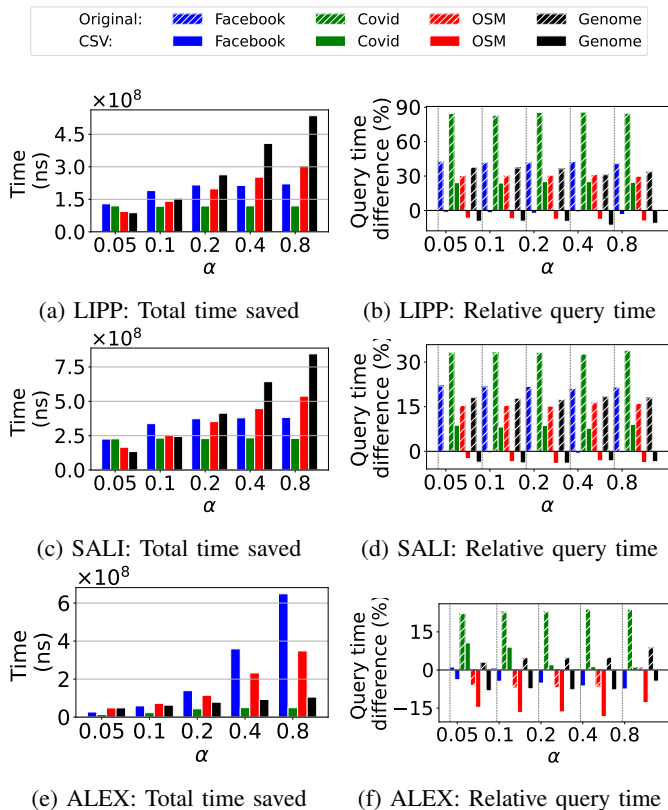 Original: Facebook Covid OSM Genome
CSV: Facebook Covid OSM Genome
×10⁸
4.5
3.0
1.5
0.0
Time
(ns)
0.05 0.1 0.2 0.4 0.8
α
(a) LIPP: Total time saved
90
60
30
0
Query time
difference (%)
0.05 0.1 0.2 0.4 0.8
α
(b) LIPP: Relative query time
×10⁸
7.5
5.0
2.5
0.0
Time
(ns)
0.05 0.1 0.2 0.4 0.8
α
(c) SALI: Total time saved
30
15
0
Query time
difference (%)
0.05 0.1 0.2 0.4 0.8
α
(d) SALI: Relative query time
×10⁸
6
4
2
0
Time
(ns)
0.05 0.1 0.2 0.4 0.8
α
(e) ALEX: Total time saved
15
0
−15
Query time
difference (%)
0.05 0.1 0.2 0.4 0.8
α
(f) ALEX: Relative query time